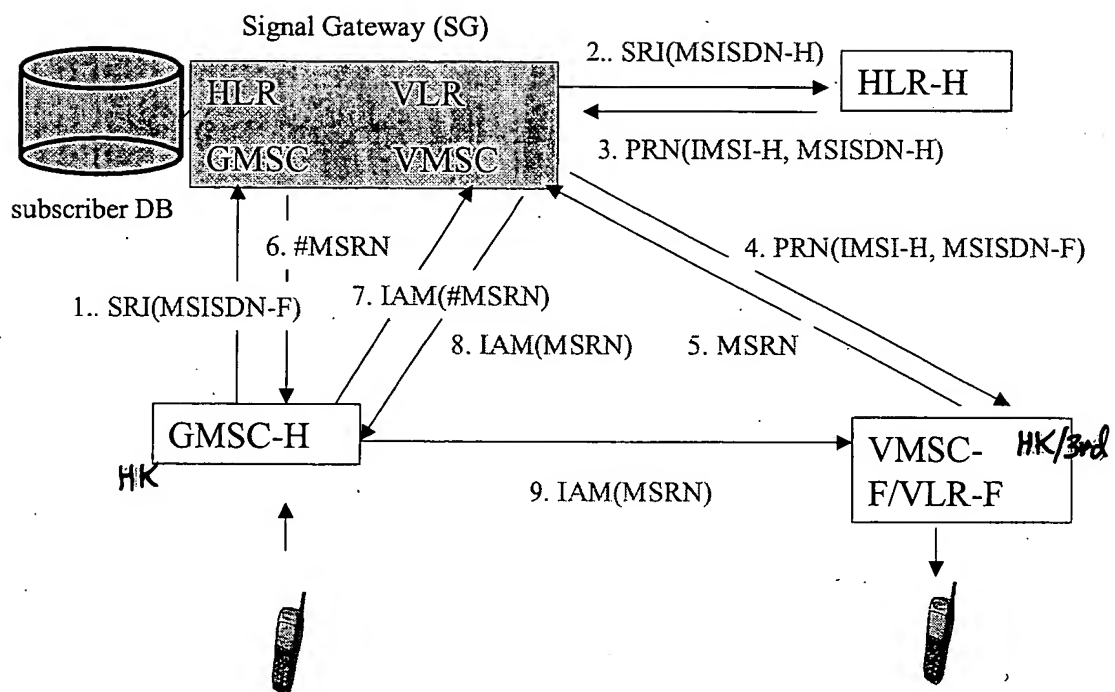 Signal Gateway (SG)
2.. SRI(MSISDN-H)
HLR VLR
HLR-H
GMSC VMSC
3. PRN(IMSI-H, MSISDN-H)
subscriber DB
6. #MSRN
4. PRN(IMSI-H, MSISDN-F)
1.. SRI(MSISDN-F)
7. IAM(#MSRN)
8. IAM(MSRN)
5. MSRN
GMSC-H
HK
VMSC-
F/VLR-F
HK/3rd
9. IAM(MSRN)